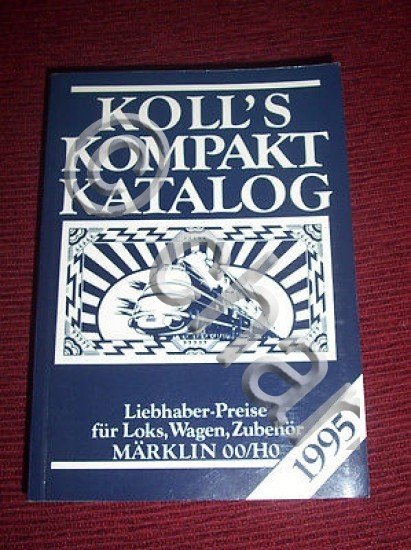 KOLL'S
KOMPAKT
KATALOG
Liebhaber-Preise
für Loks, Wagen, Zubehör
MÄRKLIN 00/H0
1995